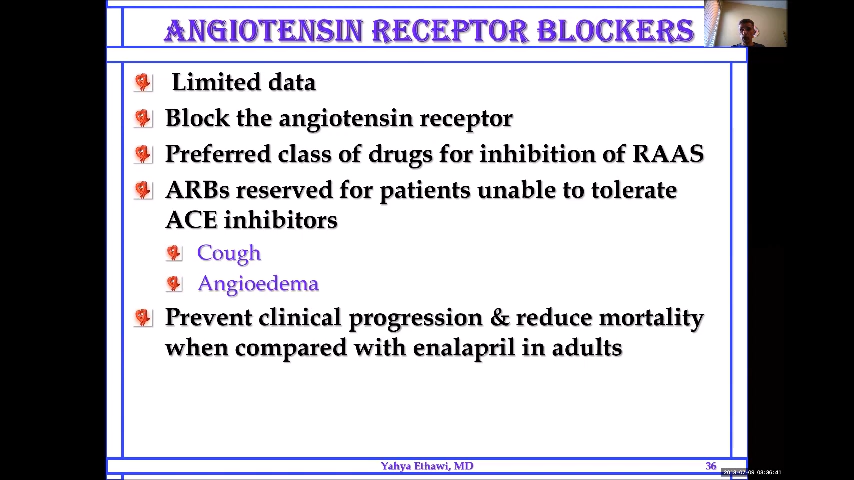 ANGIOTENSIN RECEPTOR BLOCKERS
Limited data
Block the angiotensin receptor
Preferred class of drugs for inhibition of RAAS
ARBs reserved for patients unable to tolerate
ACE inhibitors
Cough
Angioedema
Prevent clinical progression & reduce mortality
when compared with enalapril in adults
Yahya Ethawi, MD
36